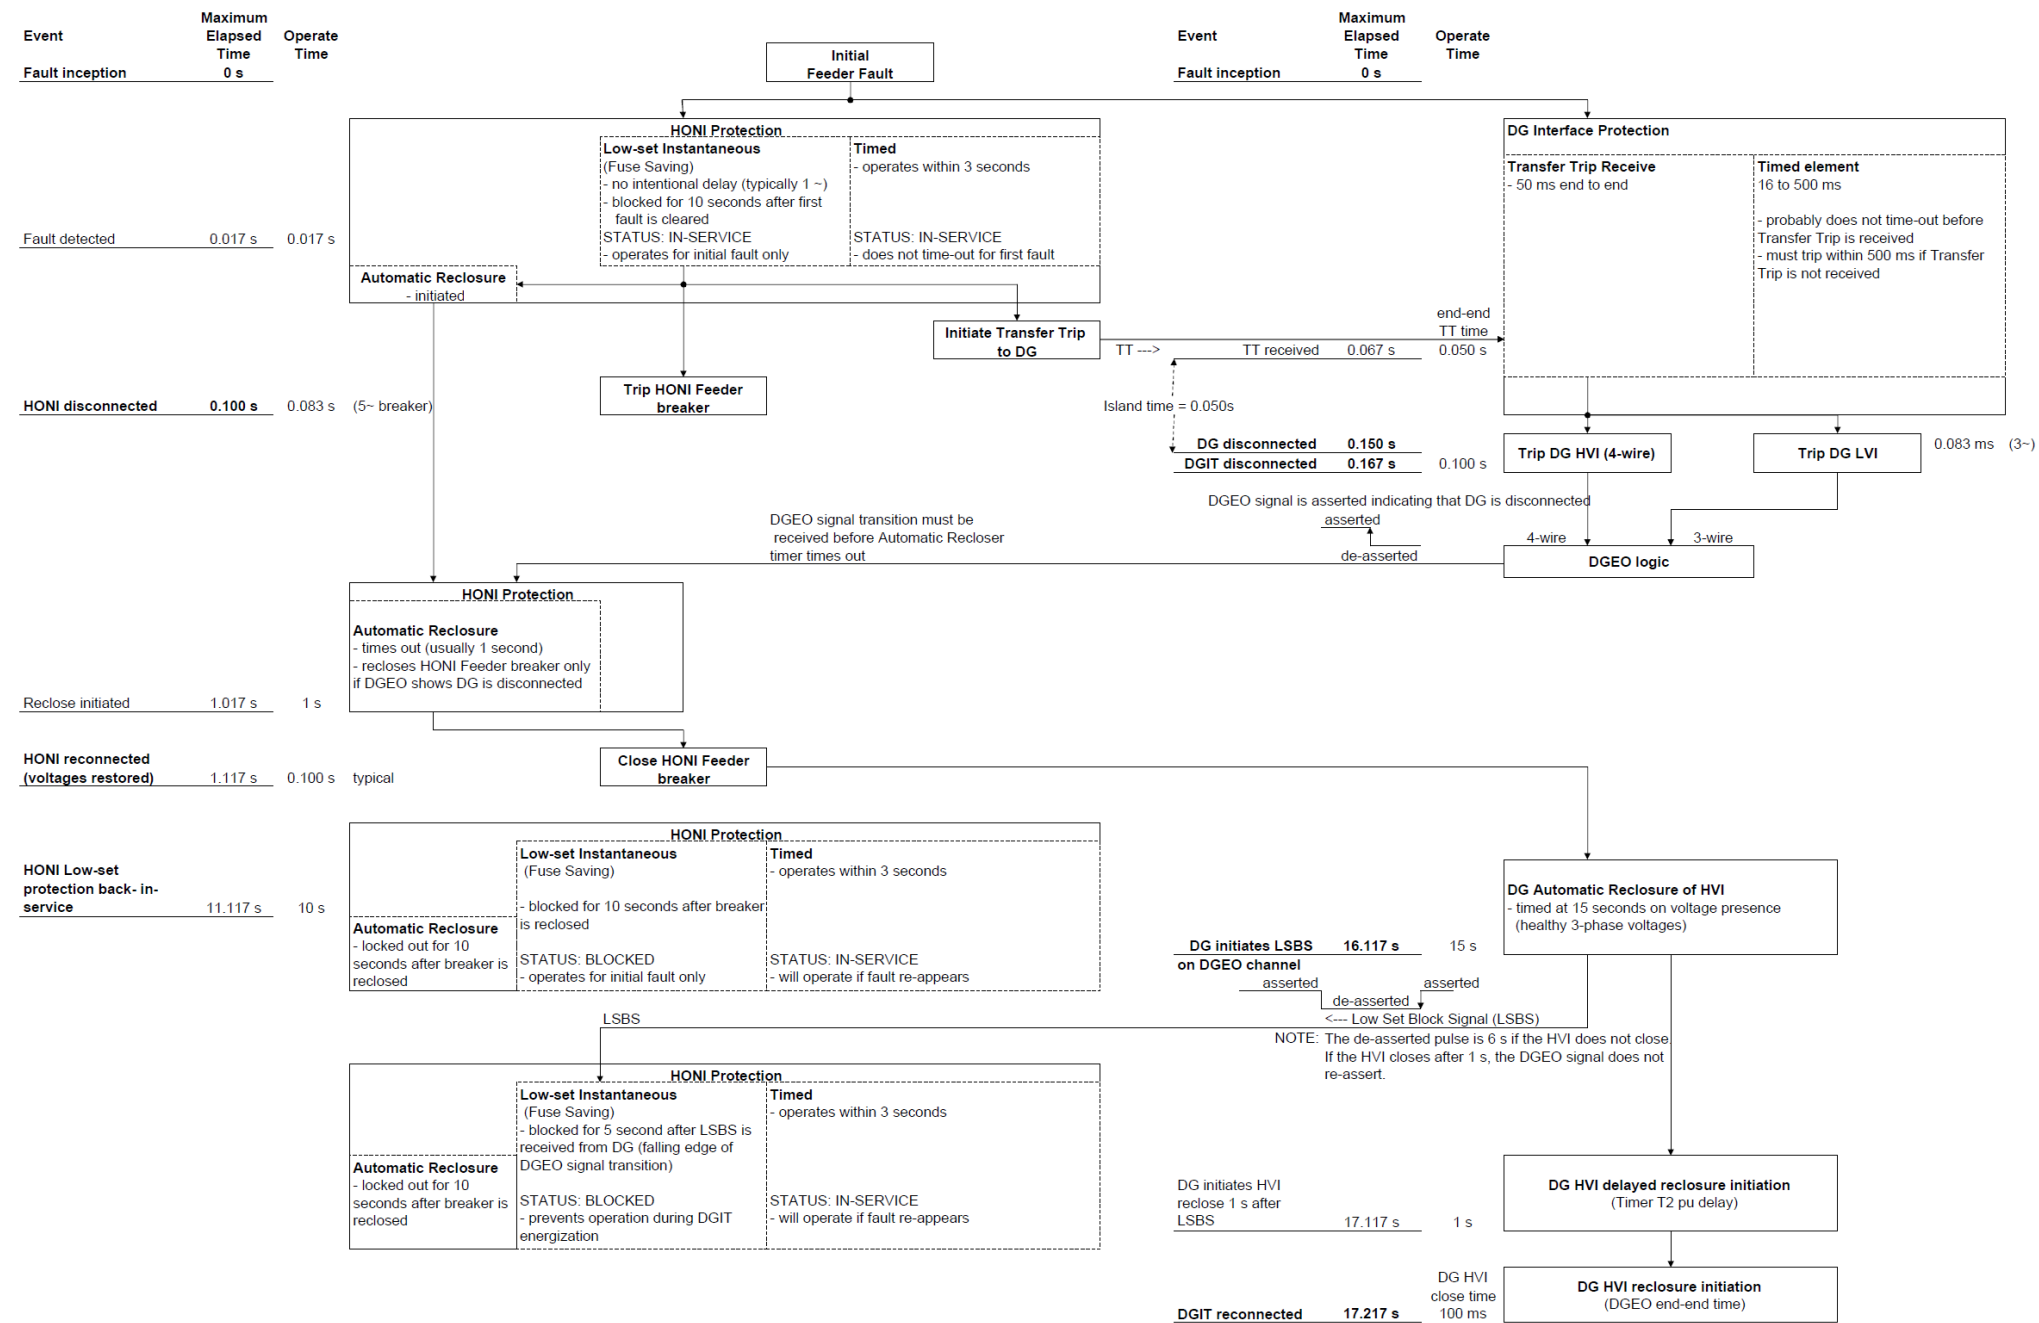 Event
Maximum
Elapsed
Time
Operate
Time
Fault inception
0 s
Initial
Feeder Fault
Event
Maximum
Elapsed
Time
Operate
Time
Fault inception
0 s
HONI Protection
Low-set Instantaneous
(Fuse Saving)
- no intentional delay (typically 1 ~)
- blocked for 10 seconds after first
fault is cleared
STATUS: IN-SERVICE
- operates for initial fault only
Timed
- operates within 3 seconds
STATUS: IN-SERVICE
- does not time-out for first fault
DG Interface Protection
Transfer Trip Receive
- 50 ms end to end
Timed element
16 to 500 ms
- probably does not time-out before
Transfer Trip is received
- must trip within 500 ms if Transfer
Trip is not received
Fault detected
0.017 s
0.017 s
Automatic Reclosure
- initiated
Initiate Transfer Trip
to DG
end-end
TT time
TT --->
TT received
0.067 s
0.050 s
Trip HONI Feeder
breaker
HONI disconnected
0.100 s
0.083 s
(5~ breaker)
Island time = 0.050s
DG disconnected
0.150 s
DGIT disconnected
0.167 s
0.100 s
Trip DG HVI (4-wire)
Trip DG LVI
0.083 ms
(3~)
DGEO signal is asserted indicating that DG is disconnected
asserted
de-asserted
4-wire
3-wire
DGEO logic
DGEO signal transition must be
received before Automatic Recloser
timer times out
HONI Protection
Automatic Reclosure
- times out (usually 1 second)
- recloses HONI Feeder breaker only
if DGEO shows DG is disconnected
Reclose initiated
1.017 s
1 s
Close HONI Feeder
breaker
HONI reconnected
(voltages restored)
1.117 s
0.100 s
typical
HONI Protection
Low-set Instantaneous
(Fuse Saving)
- blocked for 10 seconds after breaker
is reclosed
STATUS: BLOCKED
- operates for initial fault only
Timed
- operates within 3 seconds
STATUS: IN-SERVICE
- will operate if fault re-appears
Automatic Reclosure
- locked out for 10
seconds after breaker is
reclosed
HONI Low-set
protection back- in-
service
11.117 s
10 s
DG Automatic Reclosure of HVI
- timed at 15 seconds on voltage presence
(healthy 3-phase voltages)
DG initiates LSBS
on DGEO channel
16.117 s
15 s
asserted
de-asserted
asserted
<--- Low Set Block Signal (LSBS)
NOTE: The de-asserted pulse is 6 s if the HVI does not close.
If the HVI closes after 1 s, the DGEO signal does not
re-assert.
LSBS
HONI Protection
Low-set Instantaneous
(Fuse Saving)
- blocked for 5 second after LSBS is
received from DG (falling edge of
DGEO signal transition)
STATUS: BLOCKED
- prevents operation during DGIT
energization
Timed
- operates within 3 seconds
STATUS: IN-SERVICE
- will operate if fault re-appears
Automatic Reclosure
- locked out for 10
seconds after breaker is
reclosed
DG initiates HVI
reclose 1 s after
LSBS
17.117 s
1 s
DG HVI delayed reclosure initiation
(Timer T2 pu delay)
DG HVI
close time
100 ms
DGIT reconnected
17.217 s
DG HVI reclosure initiation
(DGEO end-end time)